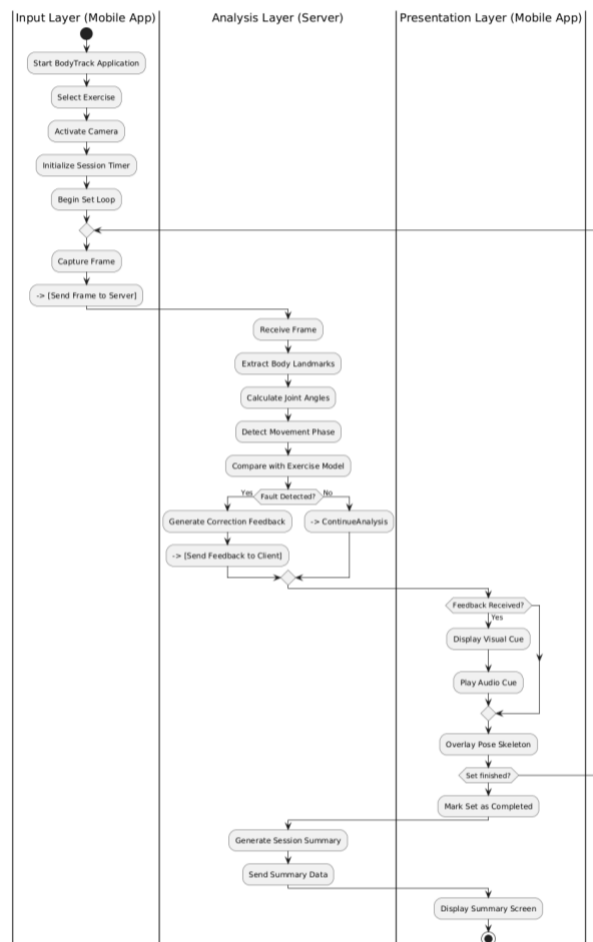 Input Layer (Mobile App)
Analysis Layer (Server)
Presentation Layer (Mobile App)
Start BodyTrack Application
Select Exercise
Activate Camera
Initialize Session Timer
Begin Set Loop
Capture Frame
-> [Send Frame to Server]
Receive Frame
Extract Body Landmarks
Calculate Joint Angles
Detect Movement Phase
Compare with Exercise Model
Yes
Fault Detected?
No
Generate Correction Feedback
-> ContinueAnalysis
-> [Send Feedback to Client]
Feedback Received?
Yes
Display Visual Cue
Play Audio Cue
Overlay Pose Skeleton
Set finished?
Mark Set as Completed
Generate Session Summary
Send Summary Data
Display Summary Screen